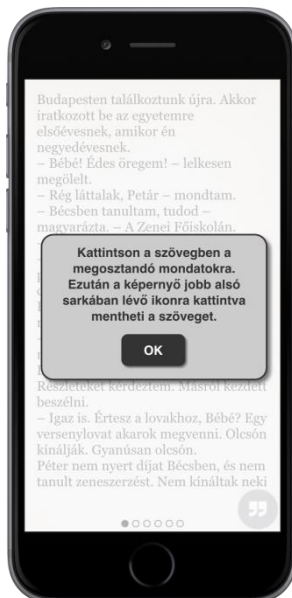 Budapesten találkoztunk újra. Akkor
iratkozott be az egyetemre
elsőévesnek, amikor én
negyedévesnek.
– Bébé! Édes öregem! – lelkesen
megölelt.
– Rég láttalak, Petár – mondtam.
– Bécsben tanultam, tudod –
magyarázta. – A Zenei Főiskolán.
Kattintson a szövegben a
megosztandó mondatokra.
Ezután a képernyő jobb alsó
sarkában lévő ikonra kattintva
mentheti a szöveget.
OK
Részleteket kérdeztem. Másról kezdett
beszélni.
– Igaz is. Értesz a lovakhoz, Bébé? Egy
versenylovat akarok megvenni. Olcsón
kínálják. Gyanúsan olcsón.
Péter nem nyert díjat Bécsben, és nem
tanult zeneszerzést. Nem kínáltak neki